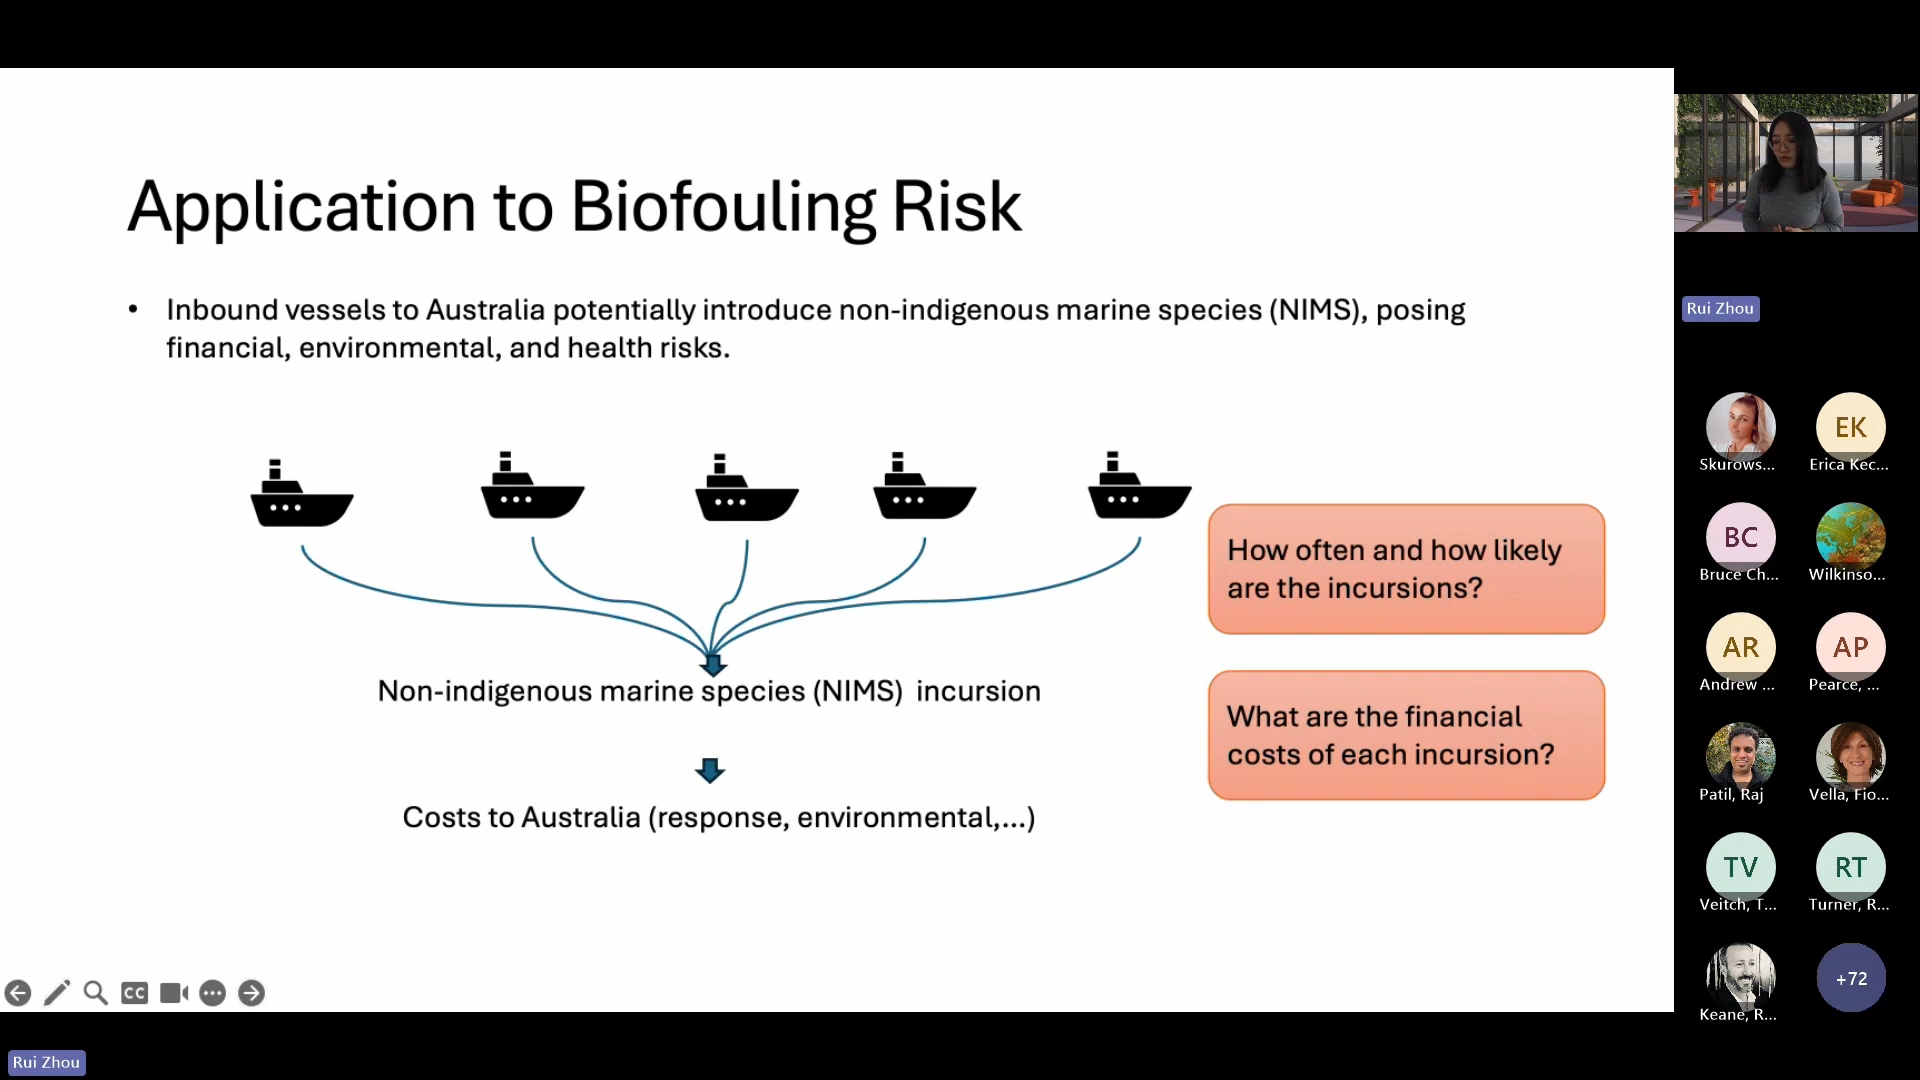 Application to Biofouling Risk
• Inbound vessels to Australia potentially introduce non-indigenous marine species (NIMS), posing
financial, environmental, and health risks.
How often and how likely
are the incursions?
Non-indigenous marine species (NIMS) incursion
What are the financial
costs of each incursion?
Costs to Australia (response, environmental,...)
CC
Rui Zhou
Rui Zhou
Skurows...
EK
Erica Kec...
BC
Bruce Ch...
Wilkinso...
AR
Andrew ...
AP
Pearce, ...
Patil, Raj
Vella, Fio...
TV
Veitch, T...
RT
Turner, R...
Keane, R...
+72